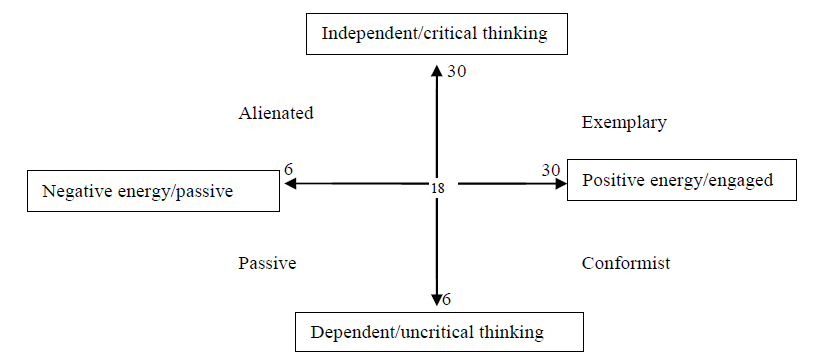 Independent/critical thinking
30
Alienated
Exemplary
6
30
Negative energy/passive
18
Positive energy/engaged
Passive
Conformist
6
Dependent/uncritical thinking